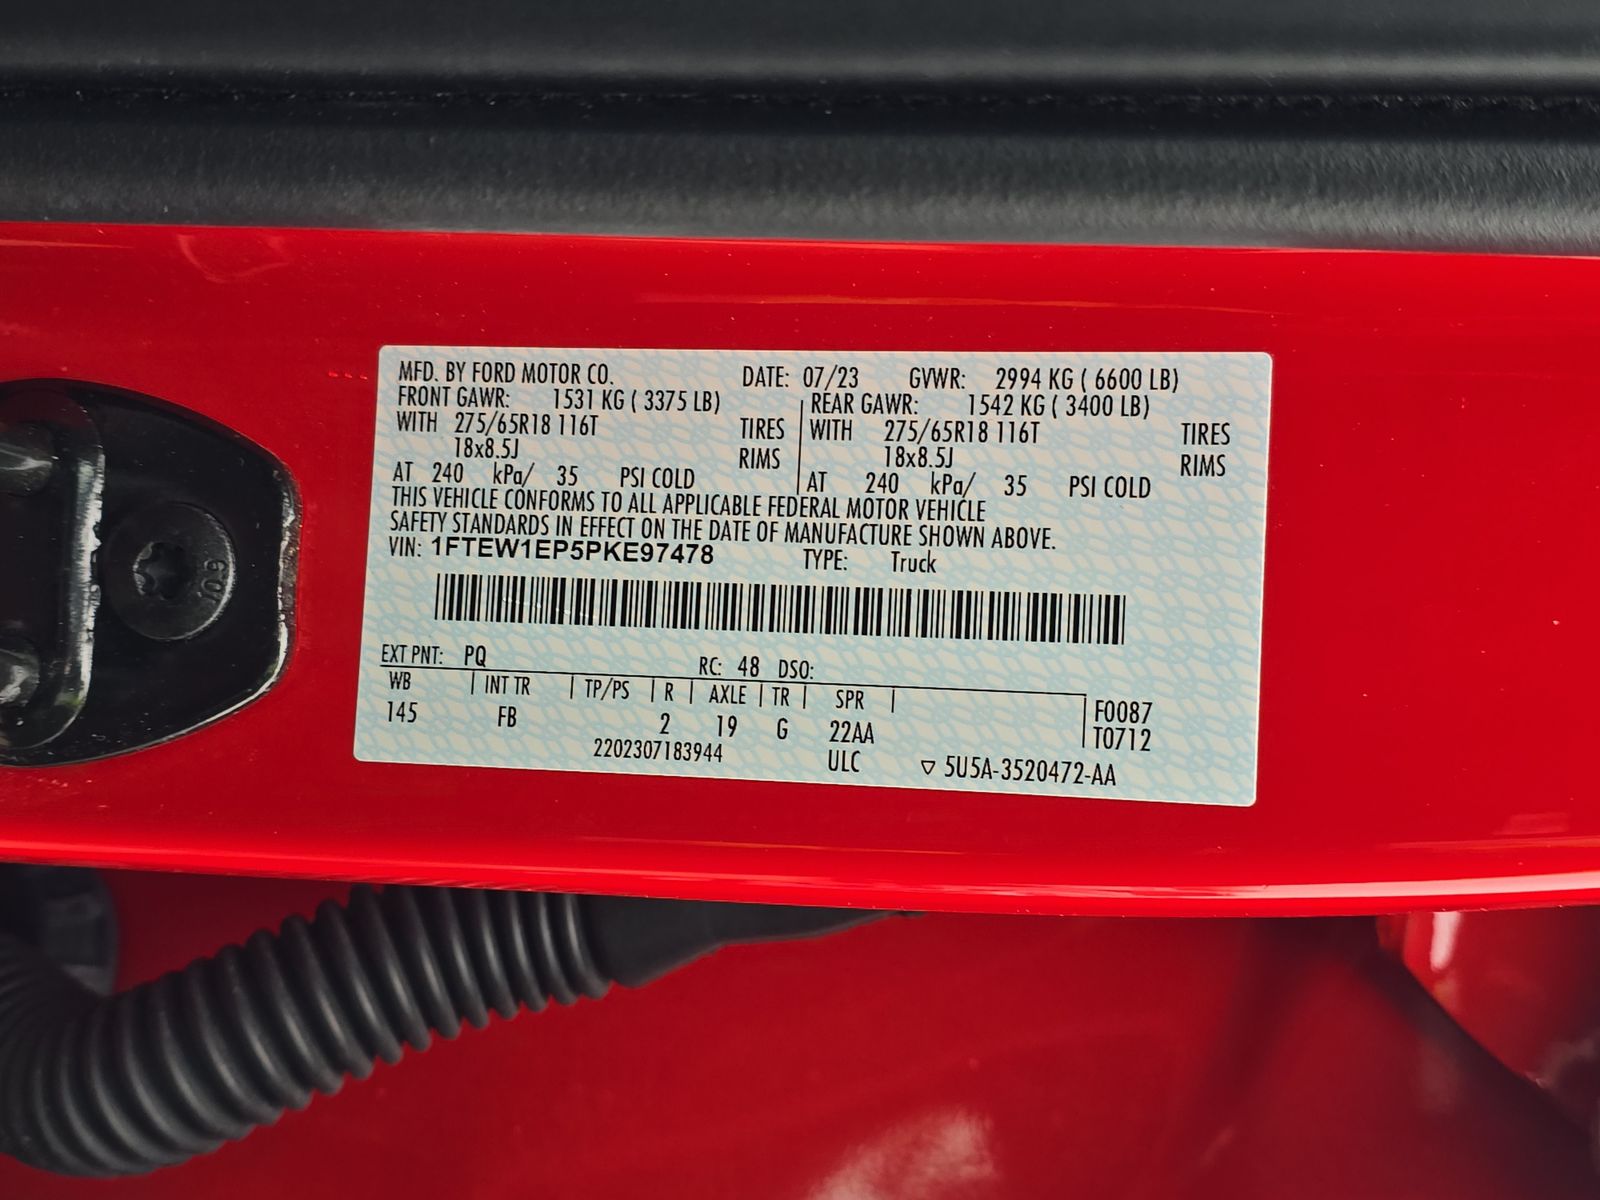 MFD. BY FORD MOTOR CO. DATE: 07/23 GVWR: 2994 KG ( 6600 LB)
FRONT GAWR: 1531 KG ( 3375 LB) REAR GAWR: 1542 KG ( 3400 LB)
WITH 275/65R18 116T TIRES WITH 275/65R18 116T TIRES
18x8.5J RIMS 18x8.5J RIMS
AT 240 kPa/ 35 PSI COLD AT 240 kPa/ 35 PSI COLD
THIS VEHICLE CONFORMS TO ALL APPLICABLE FEDERAL MOTOR VEHICLE
SAFETY STANDARDS IN EFFECT ON THE DATE OF MANUFACTURE SHOWN ABOVE.
VIN: 1FTEW1EP5PKE97478 TYPE: Truck
EXT PNT: PQ RC: 48 DSO:
WB INT TR TP/PS R AXLE TR SPR F0087
145 FB 2 19 G 22AA T0712
2202307183944 ULC ▽ 5U5A-3520472-AA
10.9